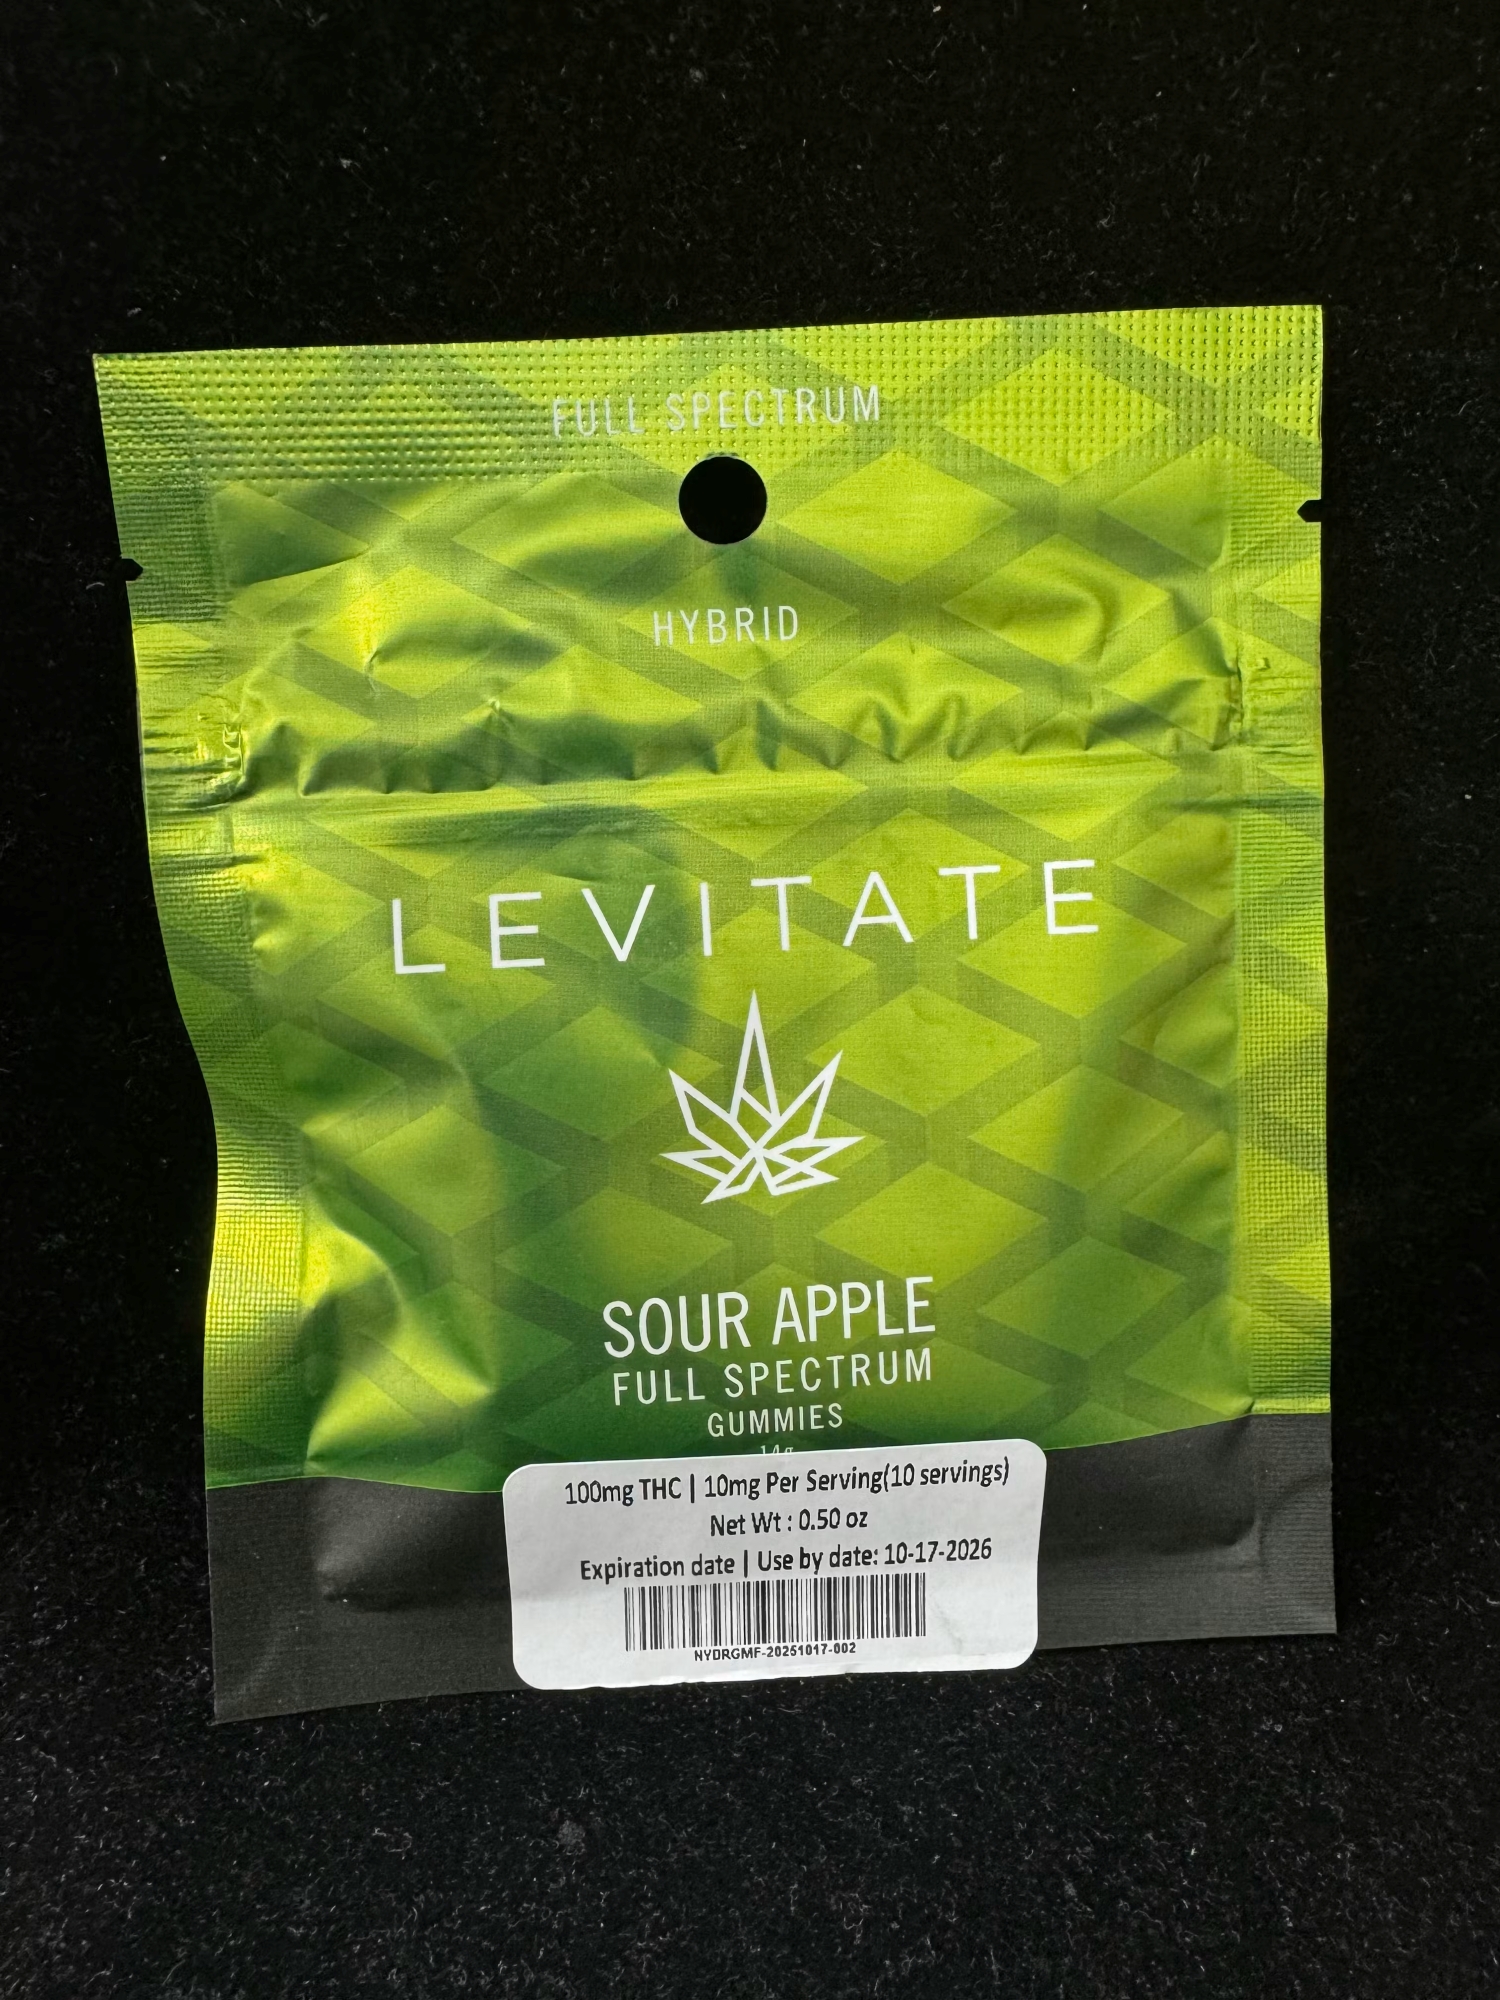 FULL SPECTRUM
HYBRID
LEVITATE
SOUR APPLE
FULL SPECTRUM
GUMMIES
14g
100mg THC | 10mg Per Serving(10 servings)
Net Wt : 0.50 oz
Expiration date | Use by date: 10-17-2026
NYDRGMF-20251017-002